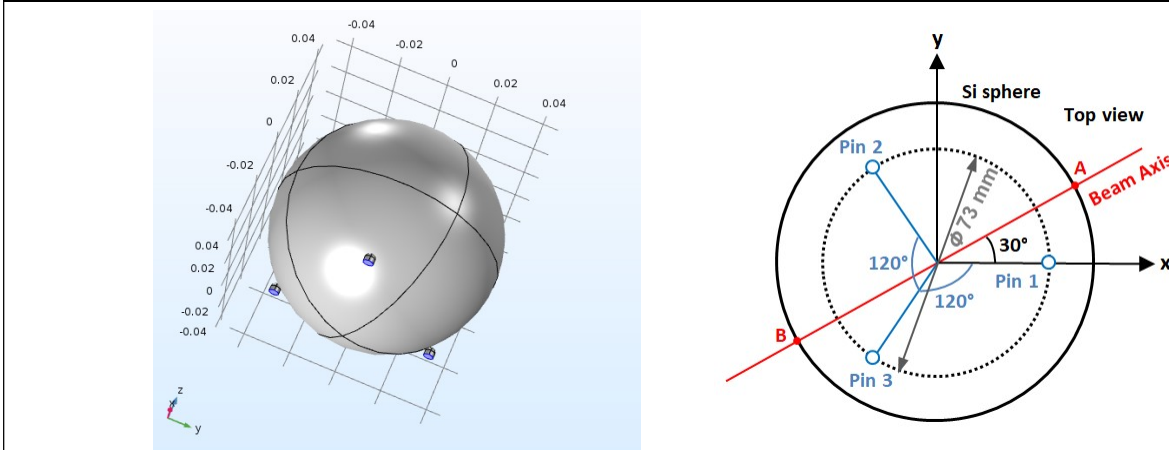 -0.04
-0.02
0
0.02
0.04
0.04
0.02
0
-0.02
-0.04
0.04
0.02
0
-0.02
-0.04
z
x
y
y
Si sphere
Top view
Pin 2
A
Beam Axis
Φ 73 mm
30°
x
120°
Pin 1
120°
B
Pin 3